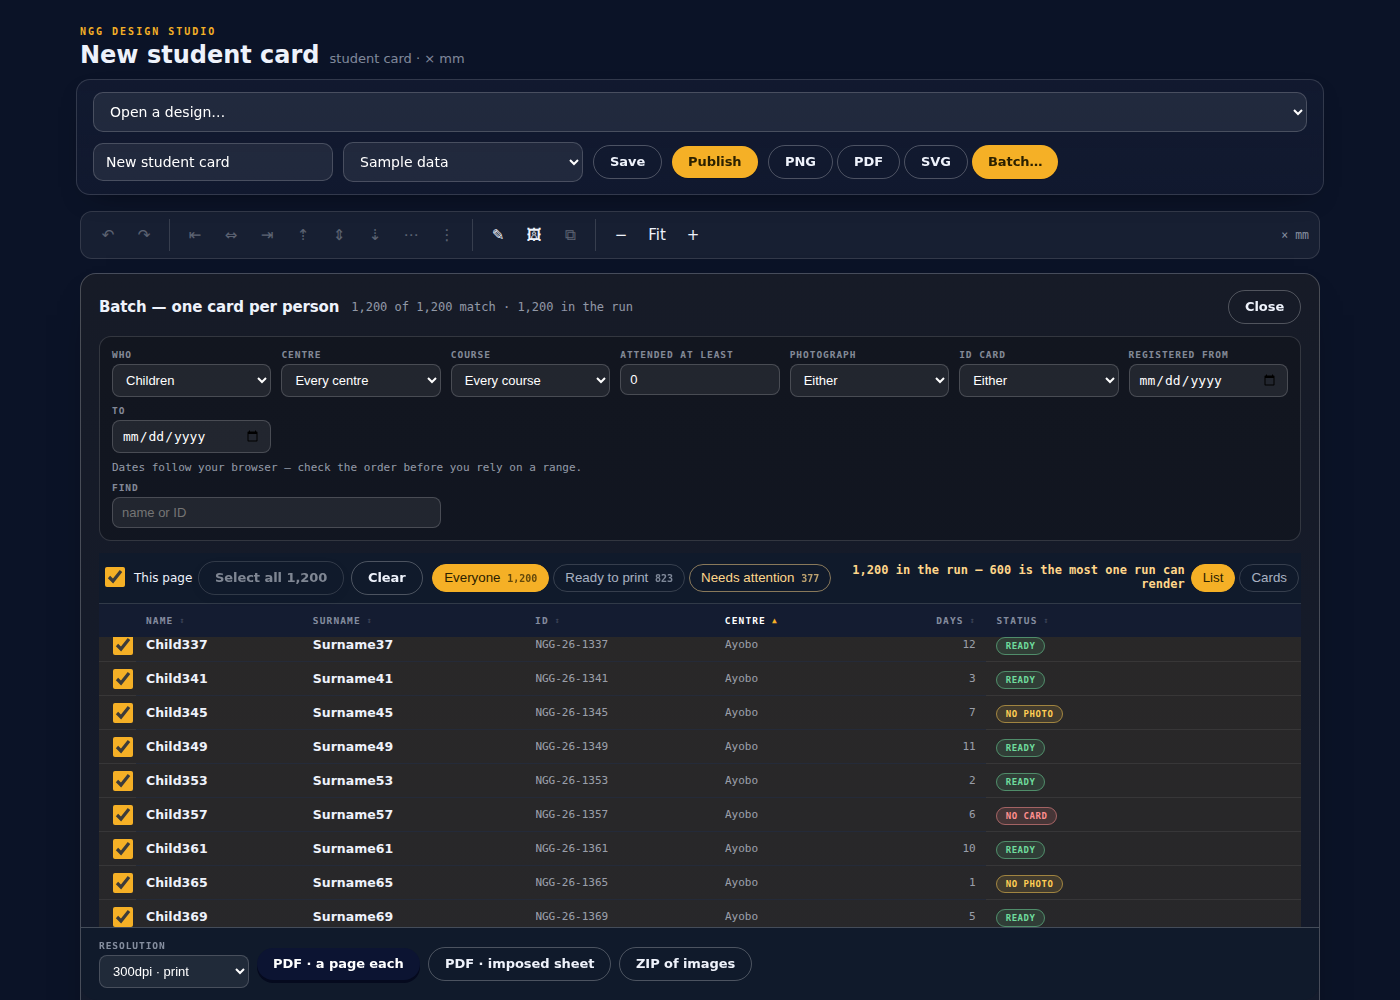 NGG DESIGN STUDIO
New student card student card · × mm
Open a design…
New student card Sample data Save Publish PNG PDF SVG Batch…
Fit × mm
Batch — one card per person 1,200 of 1,200 match · 1,200 in the run Close
WHO CENTRE COURSE ATTENDED AT LEAST PHOTOGRAPH ID CARD REGISTERED FROM
Children Every centre Every course 0 Either Either mm/dd/yyyy
TO
mm/dd/yyyy
Dates follow your browser — check the order before you rely on a range.
FIND
name or ID
This page Select all 1,200 Clear Everyone 1,200 Ready to print 823 Needs attention 377 1,200 in the run — 600 is the most one run can
render List Cards
NAME SURNAME ID CENTRE ▲ DAYS STATUS
Child337 Surname37 NGG-26-1337 Ayobo 12 READY
Child341 Surname41 NGG-26-1341 Ayobo 3 READY
Child345 Surname45 NGG-26-1345 Ayobo 7 NO PHOTO
Child349 Surname49 NGG-26-1349 Ayobo 11 READY
Child353 Surname53 NGG-26-1353 Ayobo 2 READY
Child357 Surname57 NGG-26-1357 Ayobo 6 NO CARD
Child361 Surname61 NGG-26-1361 Ayobo 10 READY
Child365 Surname65 NGG-26-1365 Ayobo 1 NO PHOTO
Child369 Surname69 NGG-26-1369 Ayobo 5 READY
RESOLUTION
300dpi · print PDF · a page each PDF · imposed sheet ZIP of images